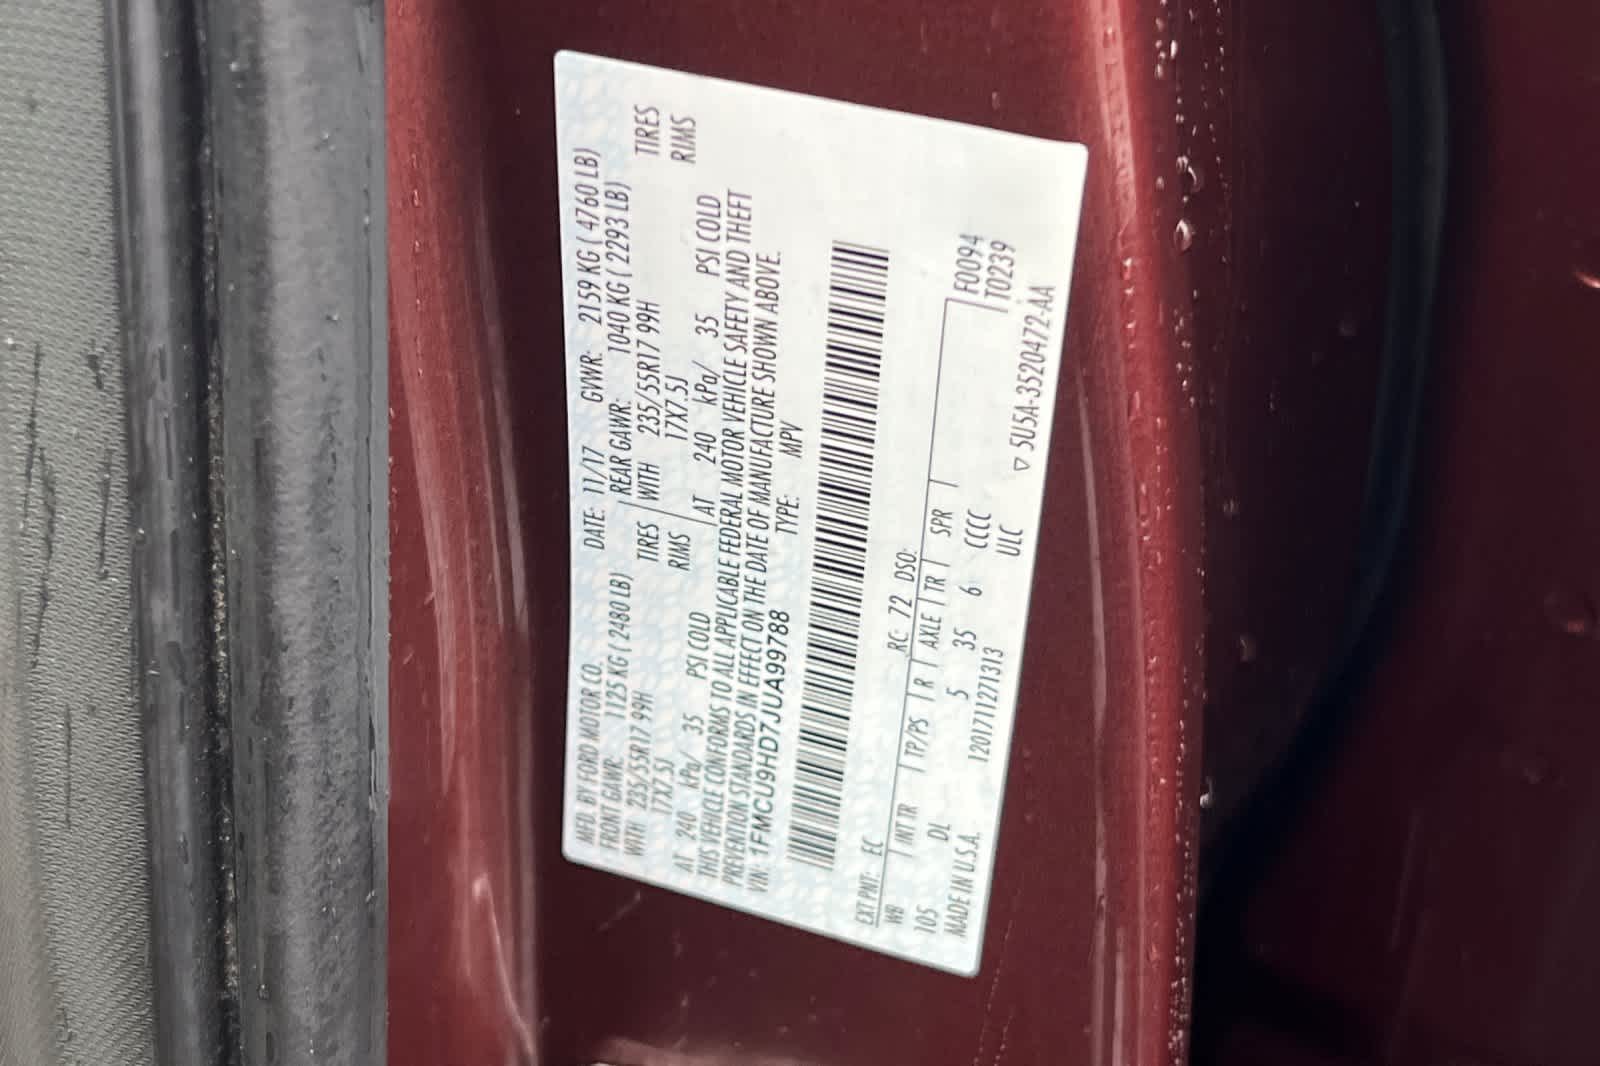 MFD. BY FORD MOTOR CO. DATE: 11/17 GVWR: 2159 KG ( 4760 LB)
FRONT GAWR: 1125 KG ( 2480 LB) REAR GAWR: 1040 KG ( 2293 LB)
WITH 235/55R17 99H TIRES WITH 235/55R17 99H TIRES
17X7.5J RIMS 17X7.5J RIMS
AT 240 kPa/ 35 PSI COLD AT 240 kPa/ 35 PSI COLD
THIS VEHICLE CONFORMS TO ALL APPLICABLE FEDERAL MOTOR VEHICLE SAFETY AND THEFT
PREVENTION STANDARDS IN EFFECT ON THE DATE OF MANUFACTURE SHOWN ABOVE.
VIN: 1FMCU9HD7JUA99788 TYPE: MPV
EXT PNT: EC RC: 72 DSO:
WB INT TR TP/PS R AXLE TR SPR F0094
105 DL 5 35 6 CCCC T0239
MADE IN U.S.A. 120171127131​3 UIC ▽ 5U5A-3520472-AA